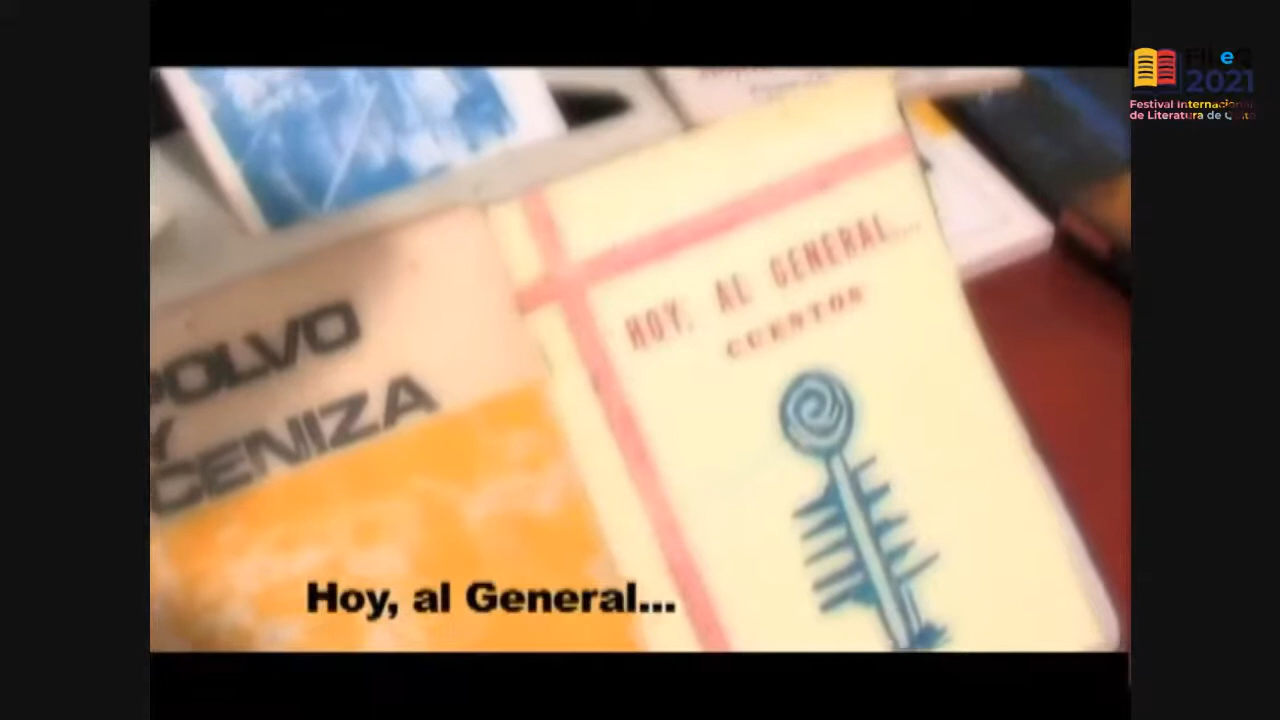 2021
Festival Internacional
de Literatura de Quito
HOY, AL GENERAL...
CUENTOS
POLVO
Y
CENIZA
Hoy, al General...